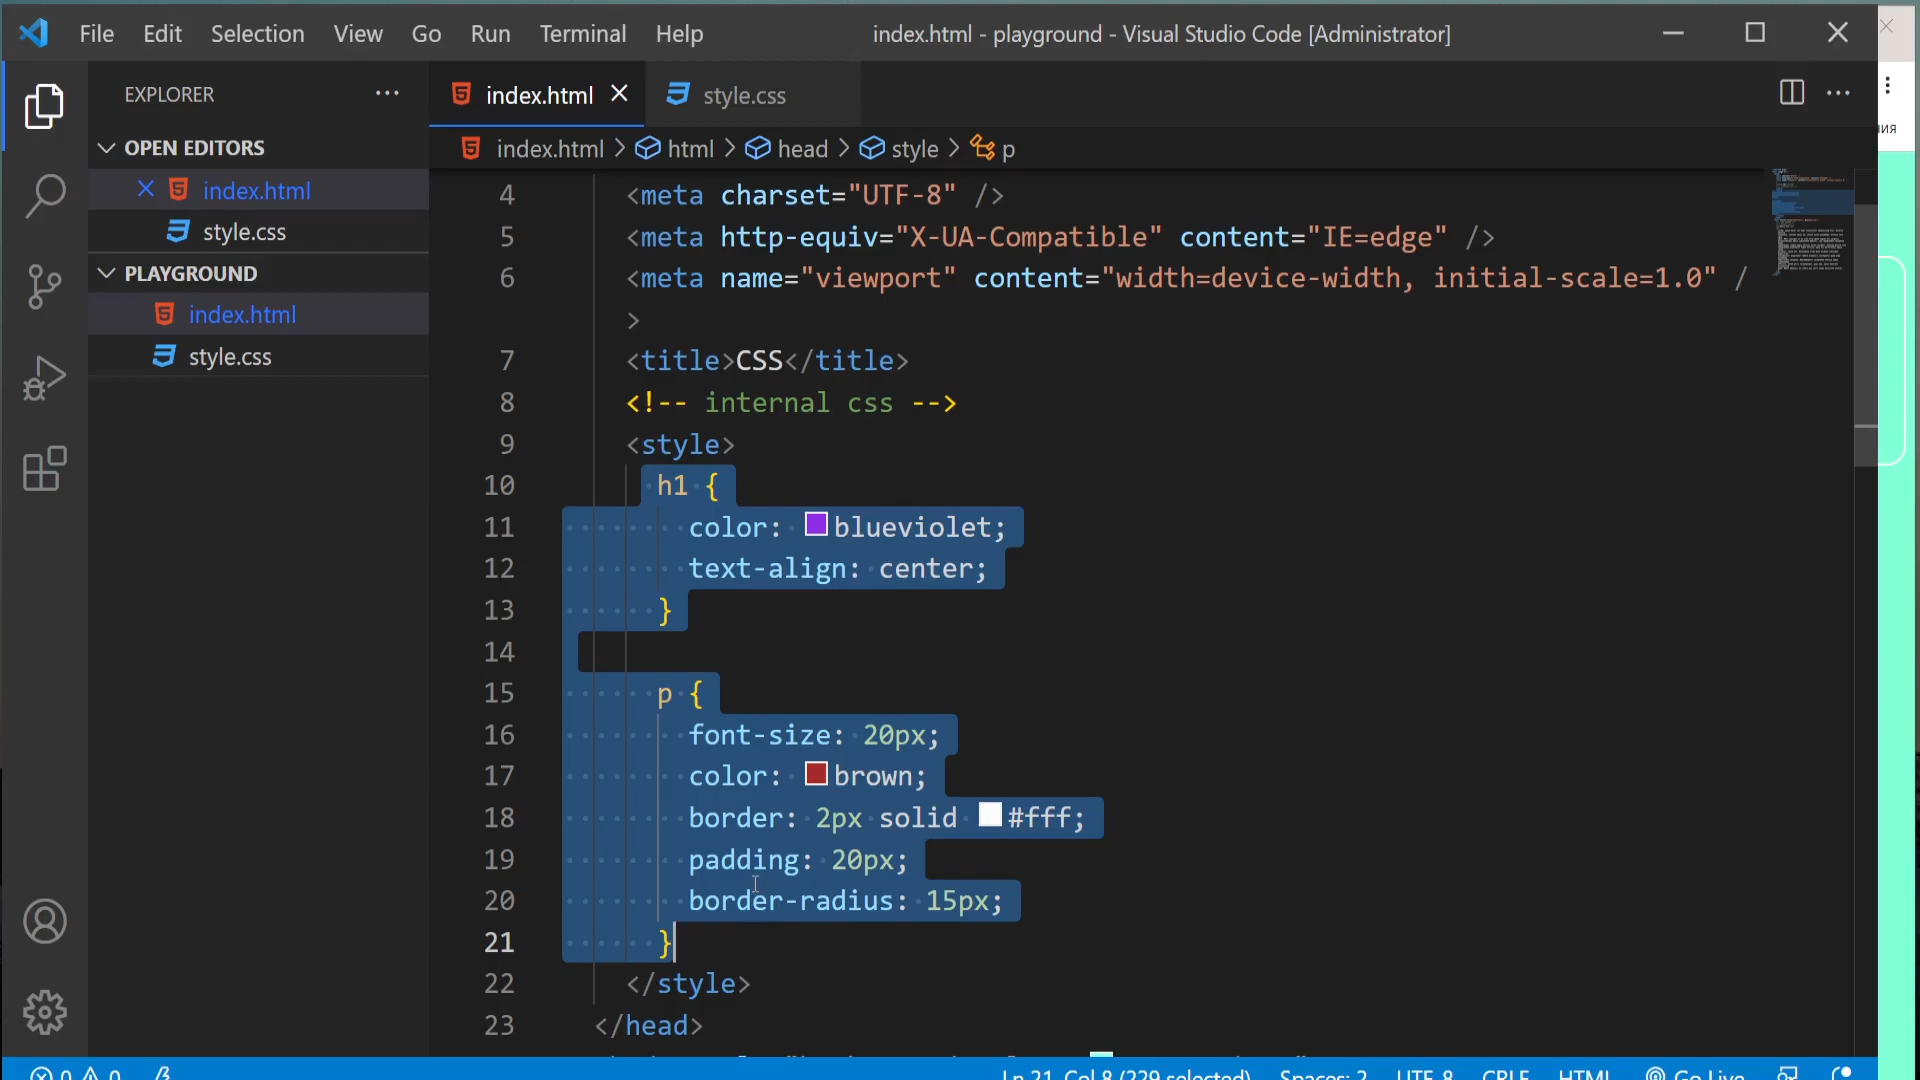 File Edit Selection View Go Run Terminal Help index.html - playground - Visual Studio Code [Administrator]
EXPLORER
OPEN EDITORS
index.html
style.css
PLAYGROUND
index.html
style.css
index.html style.css
index.html > html > head > style > p
4 <meta charset="UTF-8" />
5 <meta http-equiv="X-UA-Compatible" content="IE=edge" />
6 <meta name="viewport" content="width=device-width, initial-scale=1.0" /
>
7 <title>CSS</title>
8 <!-- internal css -->
9 <style>
10 h1 {
11 color: blueviolet;
12 text-align: center;
13 }
14
15 p {
16 font-size: 20px;
17 color: brown;
18 border: 2px solid #fff;
19 padding: 20px;
20 border-radius: 15px;
21 }
22 </style>
23 </head>
0 0 Ln 21, Col 8 (229 selected) Spaces: 2 UTF-8 CRLF HTML Go Live
ия